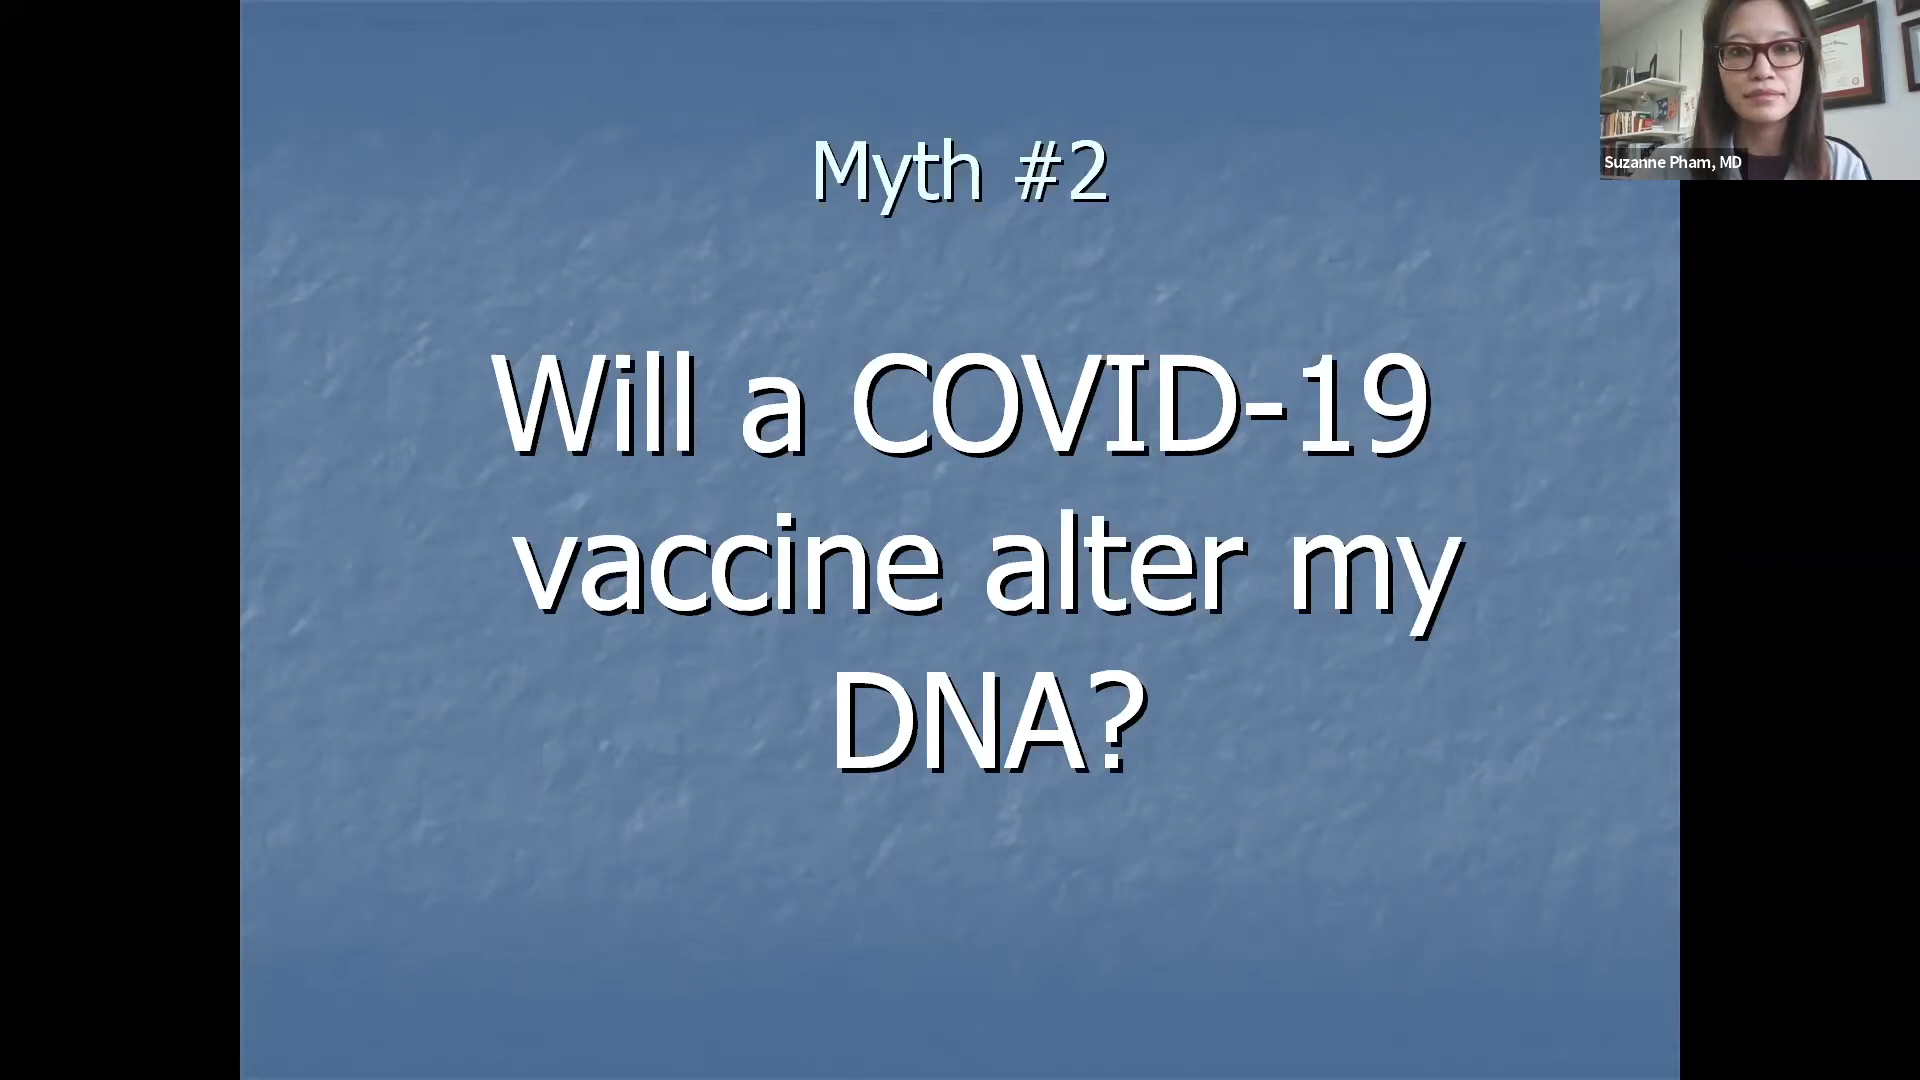 Myth #2
Will a COVID-19
vaccine alter my
DNA?
Suzanne Pham, MD